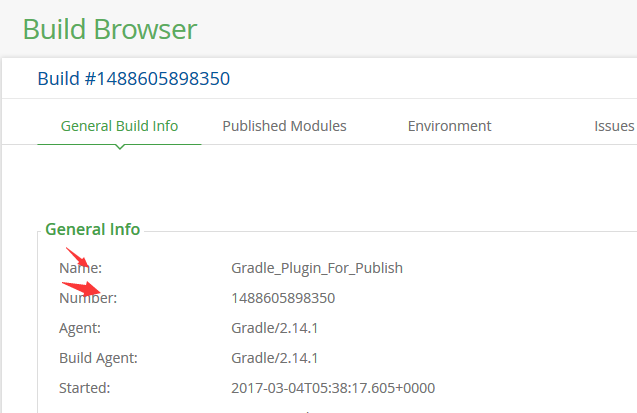 Build Browser
Build #1488605898350
General Build Info Published Modules Environment Issues
General Info
Name: Gradle_Plugin_For_Publish
Number: 1488605898350
Agent: Gradle/2.14.1
Build Agent: Gradle/2.14.1
Started: 2017-03-04T05:38:17.605+0000